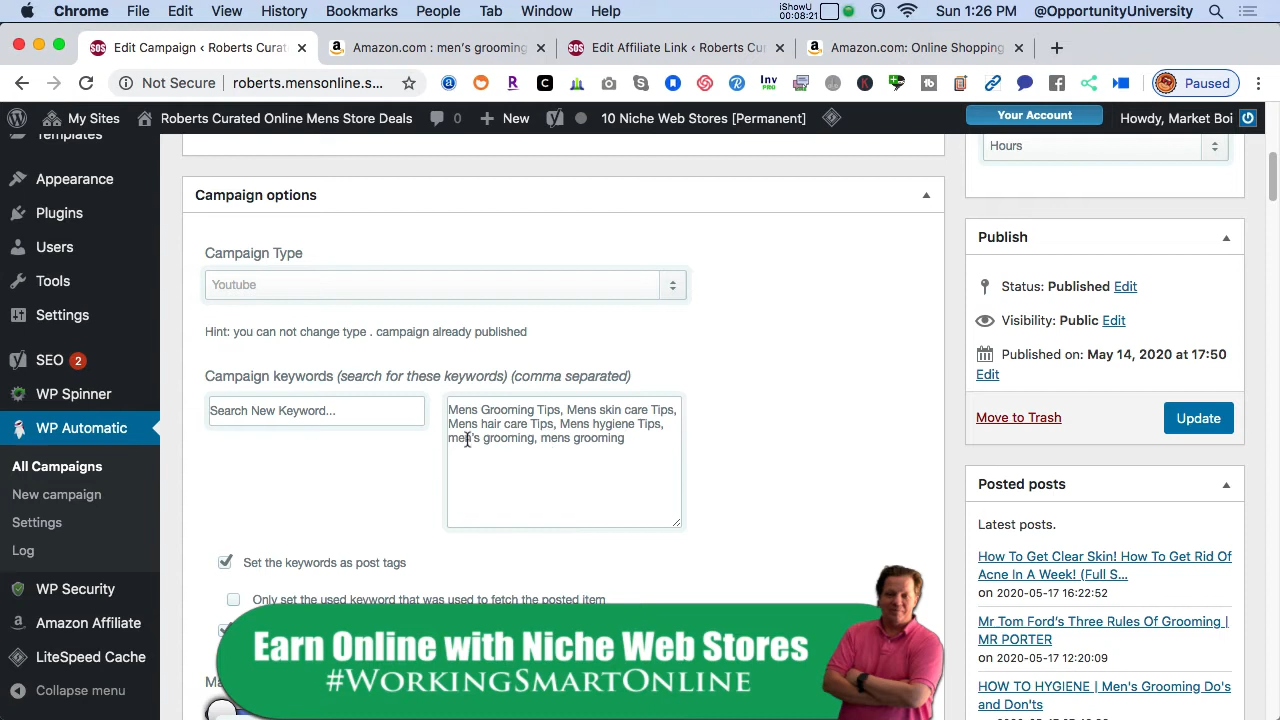 Chrome File Edit View History Bookmarks People Tab Window Help iShowU 00:08:21 Sun 1:26 PM @OpportunityUniversity
SOS Edit Campaign ‹ Roberts Curat × Amazon.com : men's grooming × SOS Edit Affiliate Link ‹ Roberts Cu × Amazon.com: Online Shopping ×
Not Secure roberts.mensonline.s... Inv PRO Paused
My Sites Roberts Curated Online Mens Store Deals 0 New 10 Niche Web Stores [Permanent] Your Account Howdy, Market Boi
Templates
Appearance
Plugins
Users
Tools
Settings
SEO 2
WP Spinner
WP Automatic
All Campaigns
New campaign
Settings
Log
WP Security
Amazon Affiliate
LiteSpeed Cache
Collapse menu
Campaign options
Campaign Type
Youtube
Hint: you can not change type . campaign already published
Campaign keywords (search for these keywords) (comma separated)
Search New Keyword...
Mens Grooming Tips, Mens skin care Tips,
Mens hair care Tips, Mens hygiene Tips,
men's grooming, mens grooming
Set the keywords as post tags
Only set the used keyword that was used to fetch the posted item
Hours
Publish
Status: Published Edit
Visibility: Public Edit
Published on: May 14, 2020 at 17:50
Edit
Move to Trash Update
Posted posts
Latest posts.
How To Get Clear Skin! How To Get Rid Of
Acne In A Week! (Full S...
on 2020-05-17 16:22:52
Mr Tom Ford's Three Rules Of Grooming |
MR PORTER
on 2020-05-17 12:20:09
HOW TO HYGIENE | Men's Grooming Do's
and Don'ts
Earn Online with Niche Web Stores
#WorkingSmartOnline